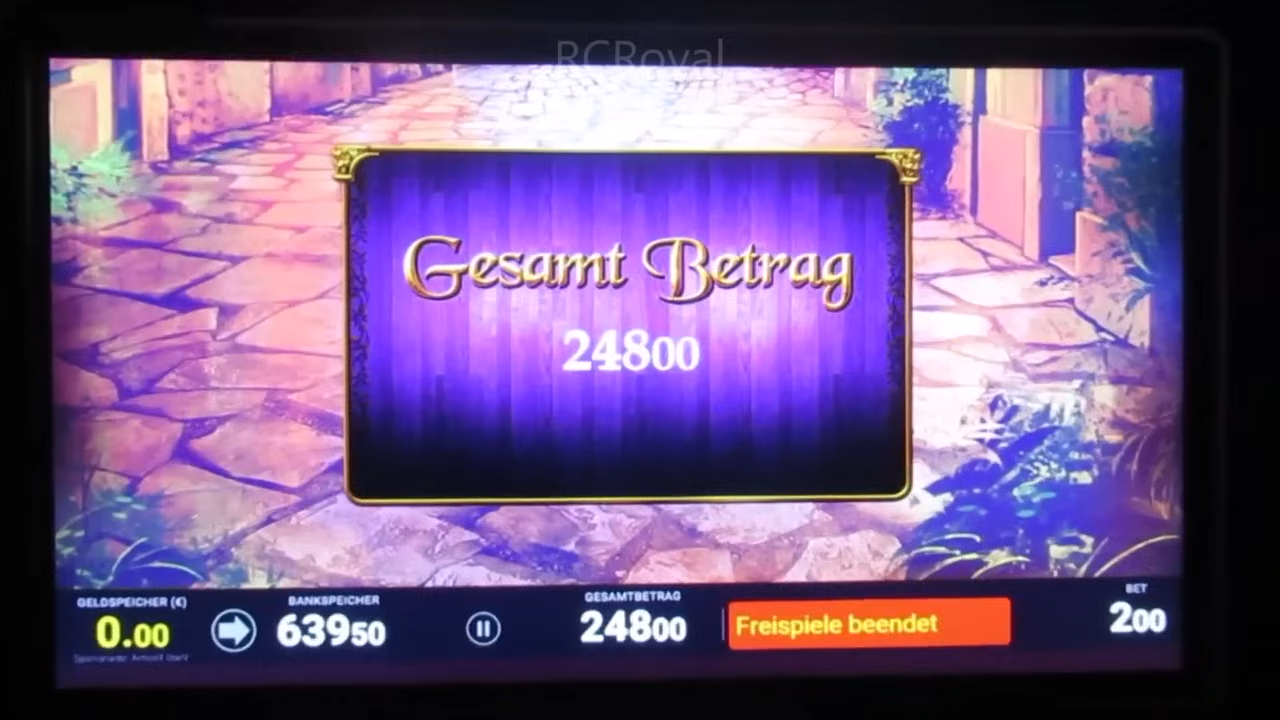 RCRoyal
Gesamt Betrag
24800
GELDSPEICHER (€)
0.00
BANKSPEICHER
63950
GESAMTBETRAG
24800
Freispiele beendet
BET
200